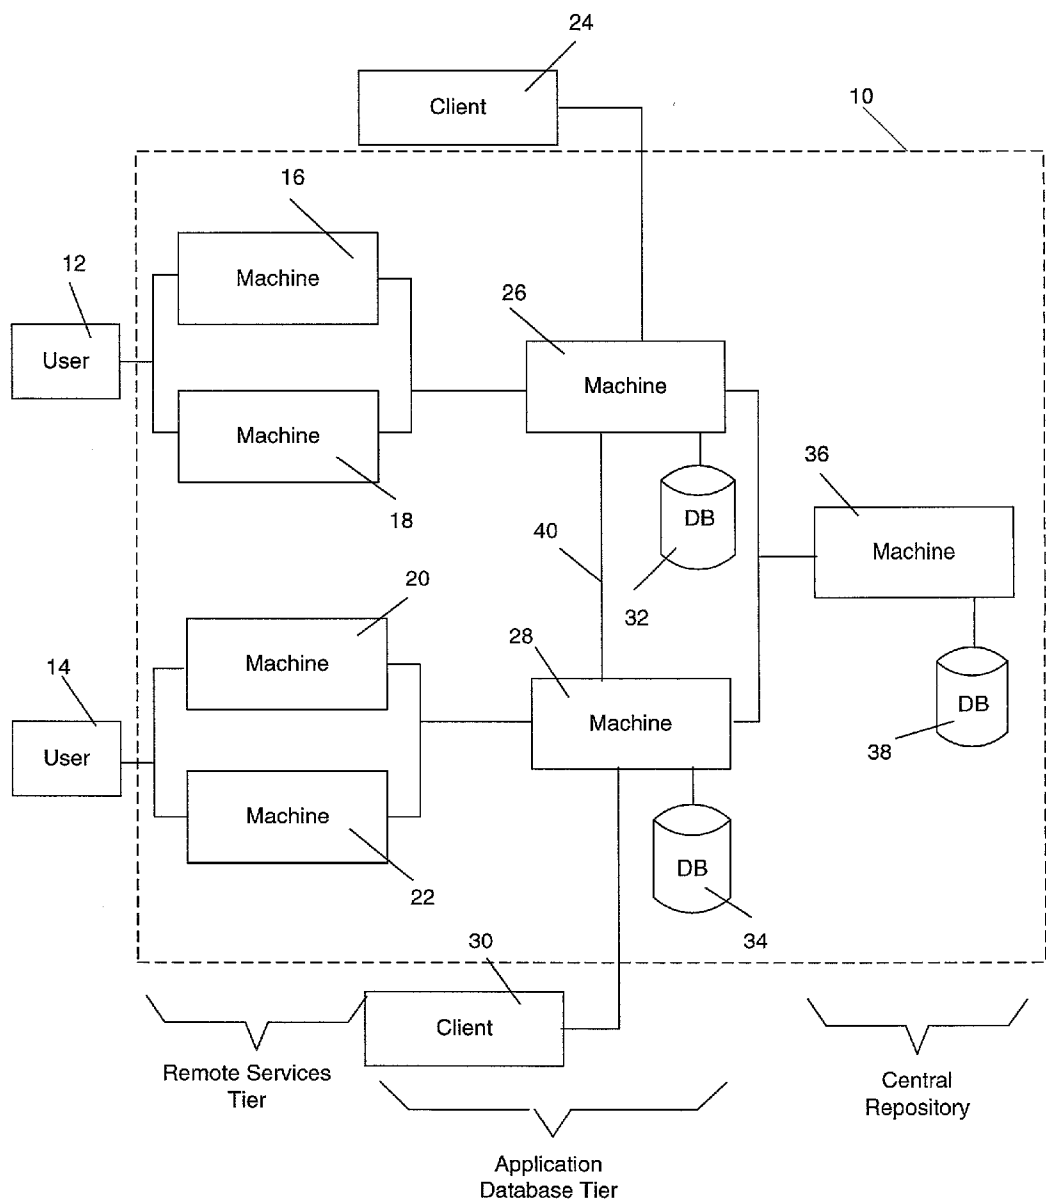 24
Client
10
16
Machine
12
User
26
Machine
Machine
18
36
Machine
DB
40
32
20
Machine
28
Machine
14
User
DB
38
Machine
22
DB
34
30
Client
Remote Services
Tier
Central
Repository
Application
Database Tier